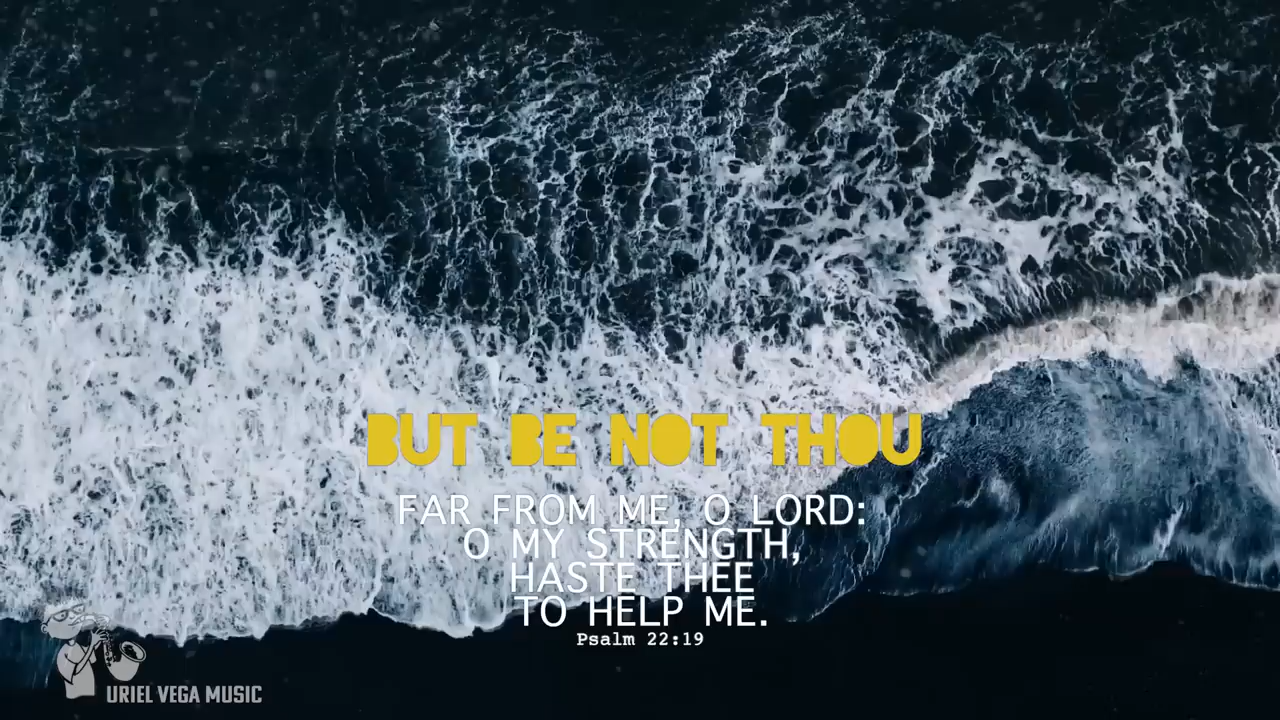 BUT BE NOT THOU
FAR FROM ME, O LORD:
O MY STRENGTH,
HASTE THEE
TO HELP ME.
Psalm 22:19
URIEL VEGA MUSIC